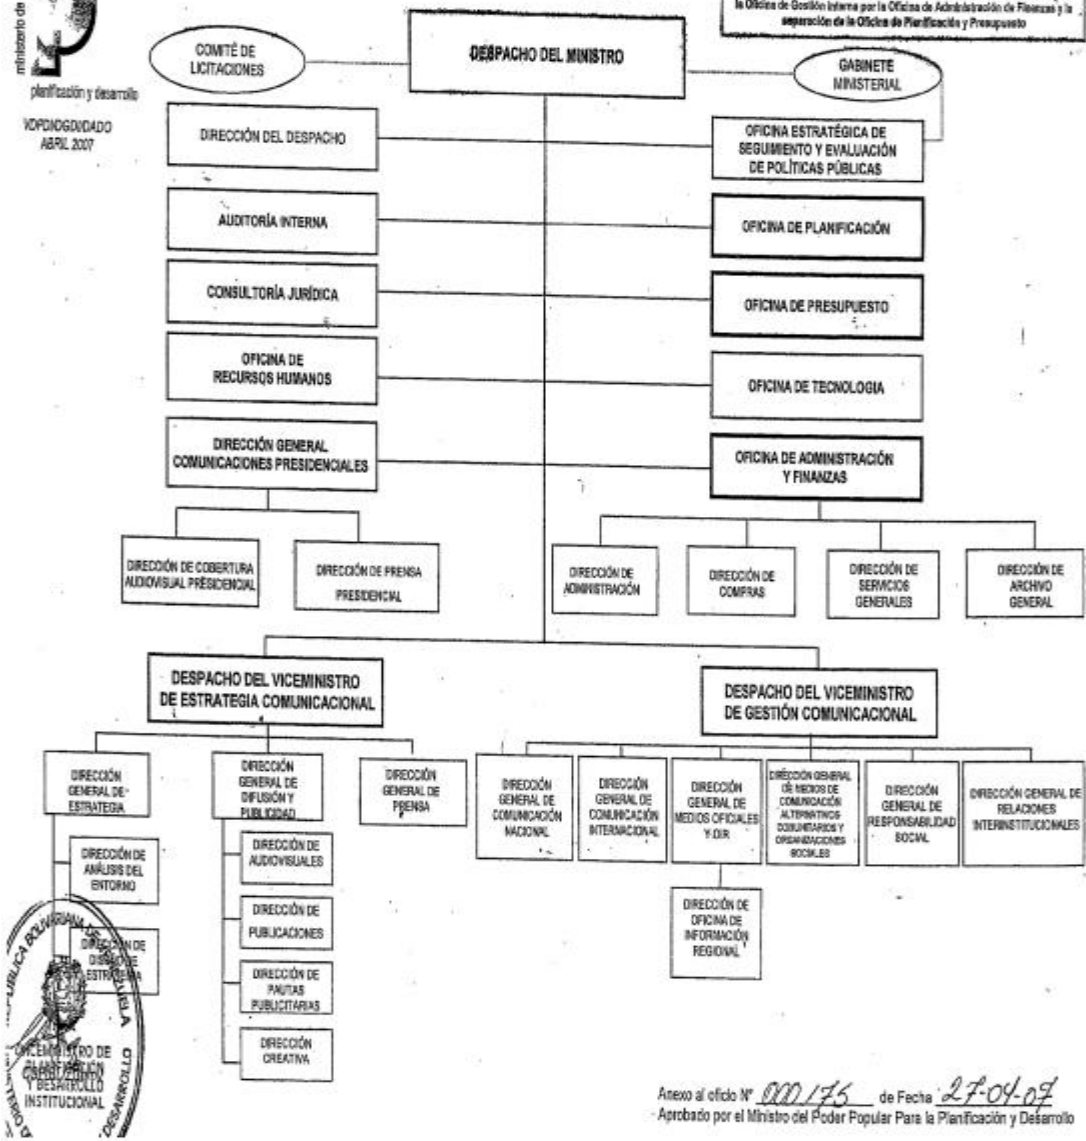 la Oficina de Gestión Interna por la Oficina de Administración de Finanzas y la
separación de la Oficina de Planificación y Presupuesto
ministerio de
planificación y desarrollo
ABRIL 2007
COMITÉ DE
LICITACIONES
DESPACHO DEL MINISTRO
GABINETE
MINISTERIAL
DIRECCIÓN DEL DESPACHO
OFICINA ESTRATÉGICA DE
SEGUIMIENTO Y EVALUACIÓN
DE POLÍTICAS PÚBLICAS
AUDITORÍA INTERNA
OFICINA DE PLANIFICACIÓN
CONSULTORÍA JURÍDICA
OFICINA DE PRESUPUESTO
OFICINA DE
RECURSOS HUMANOS
OFICINA DE TECNOLOGIA
DIRECCIÓN GENERAL
COMUNICACIONES PRESIDENCIALES
OFICINA DE ADMINISTRACIÓN
Y FINANZAS
DIRECCIÓN DE COBERTURA
AUDIOVISUAL PRESIDENCIAL
DIRECCIÓN DE PRENSA
PRESIDENCIAL
DIRECCIÓN DE
ADMINISTRACIÓN
DIRECCIÓN DE
COMPRAS
DIRECCIÓN DE
SERVICIOS
GENERALES
DIRECCIÓN DE
ARCHIVO
GENERAL
DESPACHO DEL VICEMINISTRO
DE ESTRATEGIA COMUNICACIONAL
DESPACHO DEL VICEMINISTRO
DE GESTIÓN COMUNICACIONAL
DIRECCIÓN
GENERAL DE
ESTRATEGIA
DIRECCIÓN
GENERAL DE
DIFUSIÓN Y
PUBLICIDAD
DIRECCIÓN
GENERAL DE
PRENSA
DIRECCIÓN
GENERAL DE
COMUNICACIÓN
NACIONAL
DIRECCIÓN
GENERAL DE
COMUNICACIÓN
INTERNACIONAL
DIRECCIÓN
GENERAL DE
MEDIOS OFICIALES
Y OIR
DIRECCIÓN GENERAL
DE MEDIOS DE
COMUNICACIÓN
ALTERNATIVOS
COMUNITARIOS Y
ORGANIZACIONES
SOCIALES
DIRECCIÓN
GENERAL DE
RESPONSABILIDAD
SOCIAL
DIRECCIÓN GENERAL DE
RELACIONES
INTERINSTITUCIONALES
DIRECCIÓN DE
ANÁLISIS DEL
ENTORNO
DIRECCIÓN DE
DISEÑO DE
ESTRATEGIA
DIRECCIÓN DE
AUDIOVISUALES
DIRECCIÓN DE
PUBLICACIONES
DIRECCIÓN DE
PAUTAS
PUBLICITARIAS
DIRECCIÓN
CREATIVA
DIRECCIÓN DE
OFICINA DE
INFORMACIÓN
REGIONAL
REPÚBLICA BOLIVARIANA DE VENEZUELA
VICEMINISTRO DE
PLANIFICACIÓN
Y DESARROLLO
INSTITUCIONAL
DESARROLLO
Anexo al oficio Nº 000175 de Fecha 27-04-07
Aprobado por el Ministro del Poder Popular Para la Planificación y Desarrollo